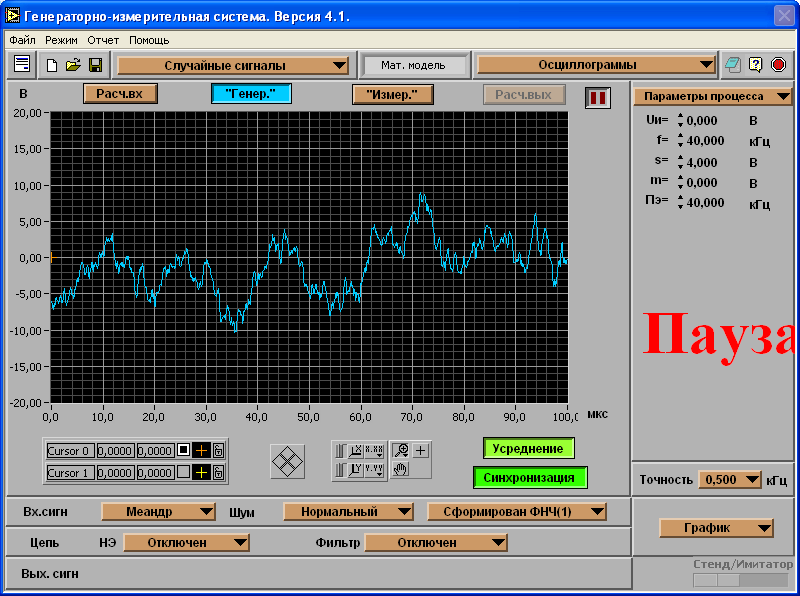 Генераторно-измерительная система. Версия 4.1.
Файл Режим Отчет Помощь
Случайные сигналы Мат. модель Осциллограммы
В Расч.вх "Генер." "Измер." Расч.вых Параметры процесса
Uи= 0,000 В
f= 40,000 кГц
s= 4,000 В
m= 0,000 В
Пэ= 40,000 кГц
20,00
15,00
10,00
5,00
0,00
-5,00
-10,00
-15,00
-20,00
0,0 10,0 20,0 30,0 40,0 50,0 60,0 70,0 80,0 90,0 100,0 мкс
Пауза
Cursor 0 0,0000 0,0000
Cursor 1 0,0000 0,0000
X X.XX
Y Y.YY
Усреднение
Синхронизация
Точность 0,500 кГц
Вх.сигн Меандр Шум Нормальный Сформирован ФНЧ(1)
График
Цепь НЭ Отключен Фильтр Отключен
Стенд/Имитатор
Вых. сигн